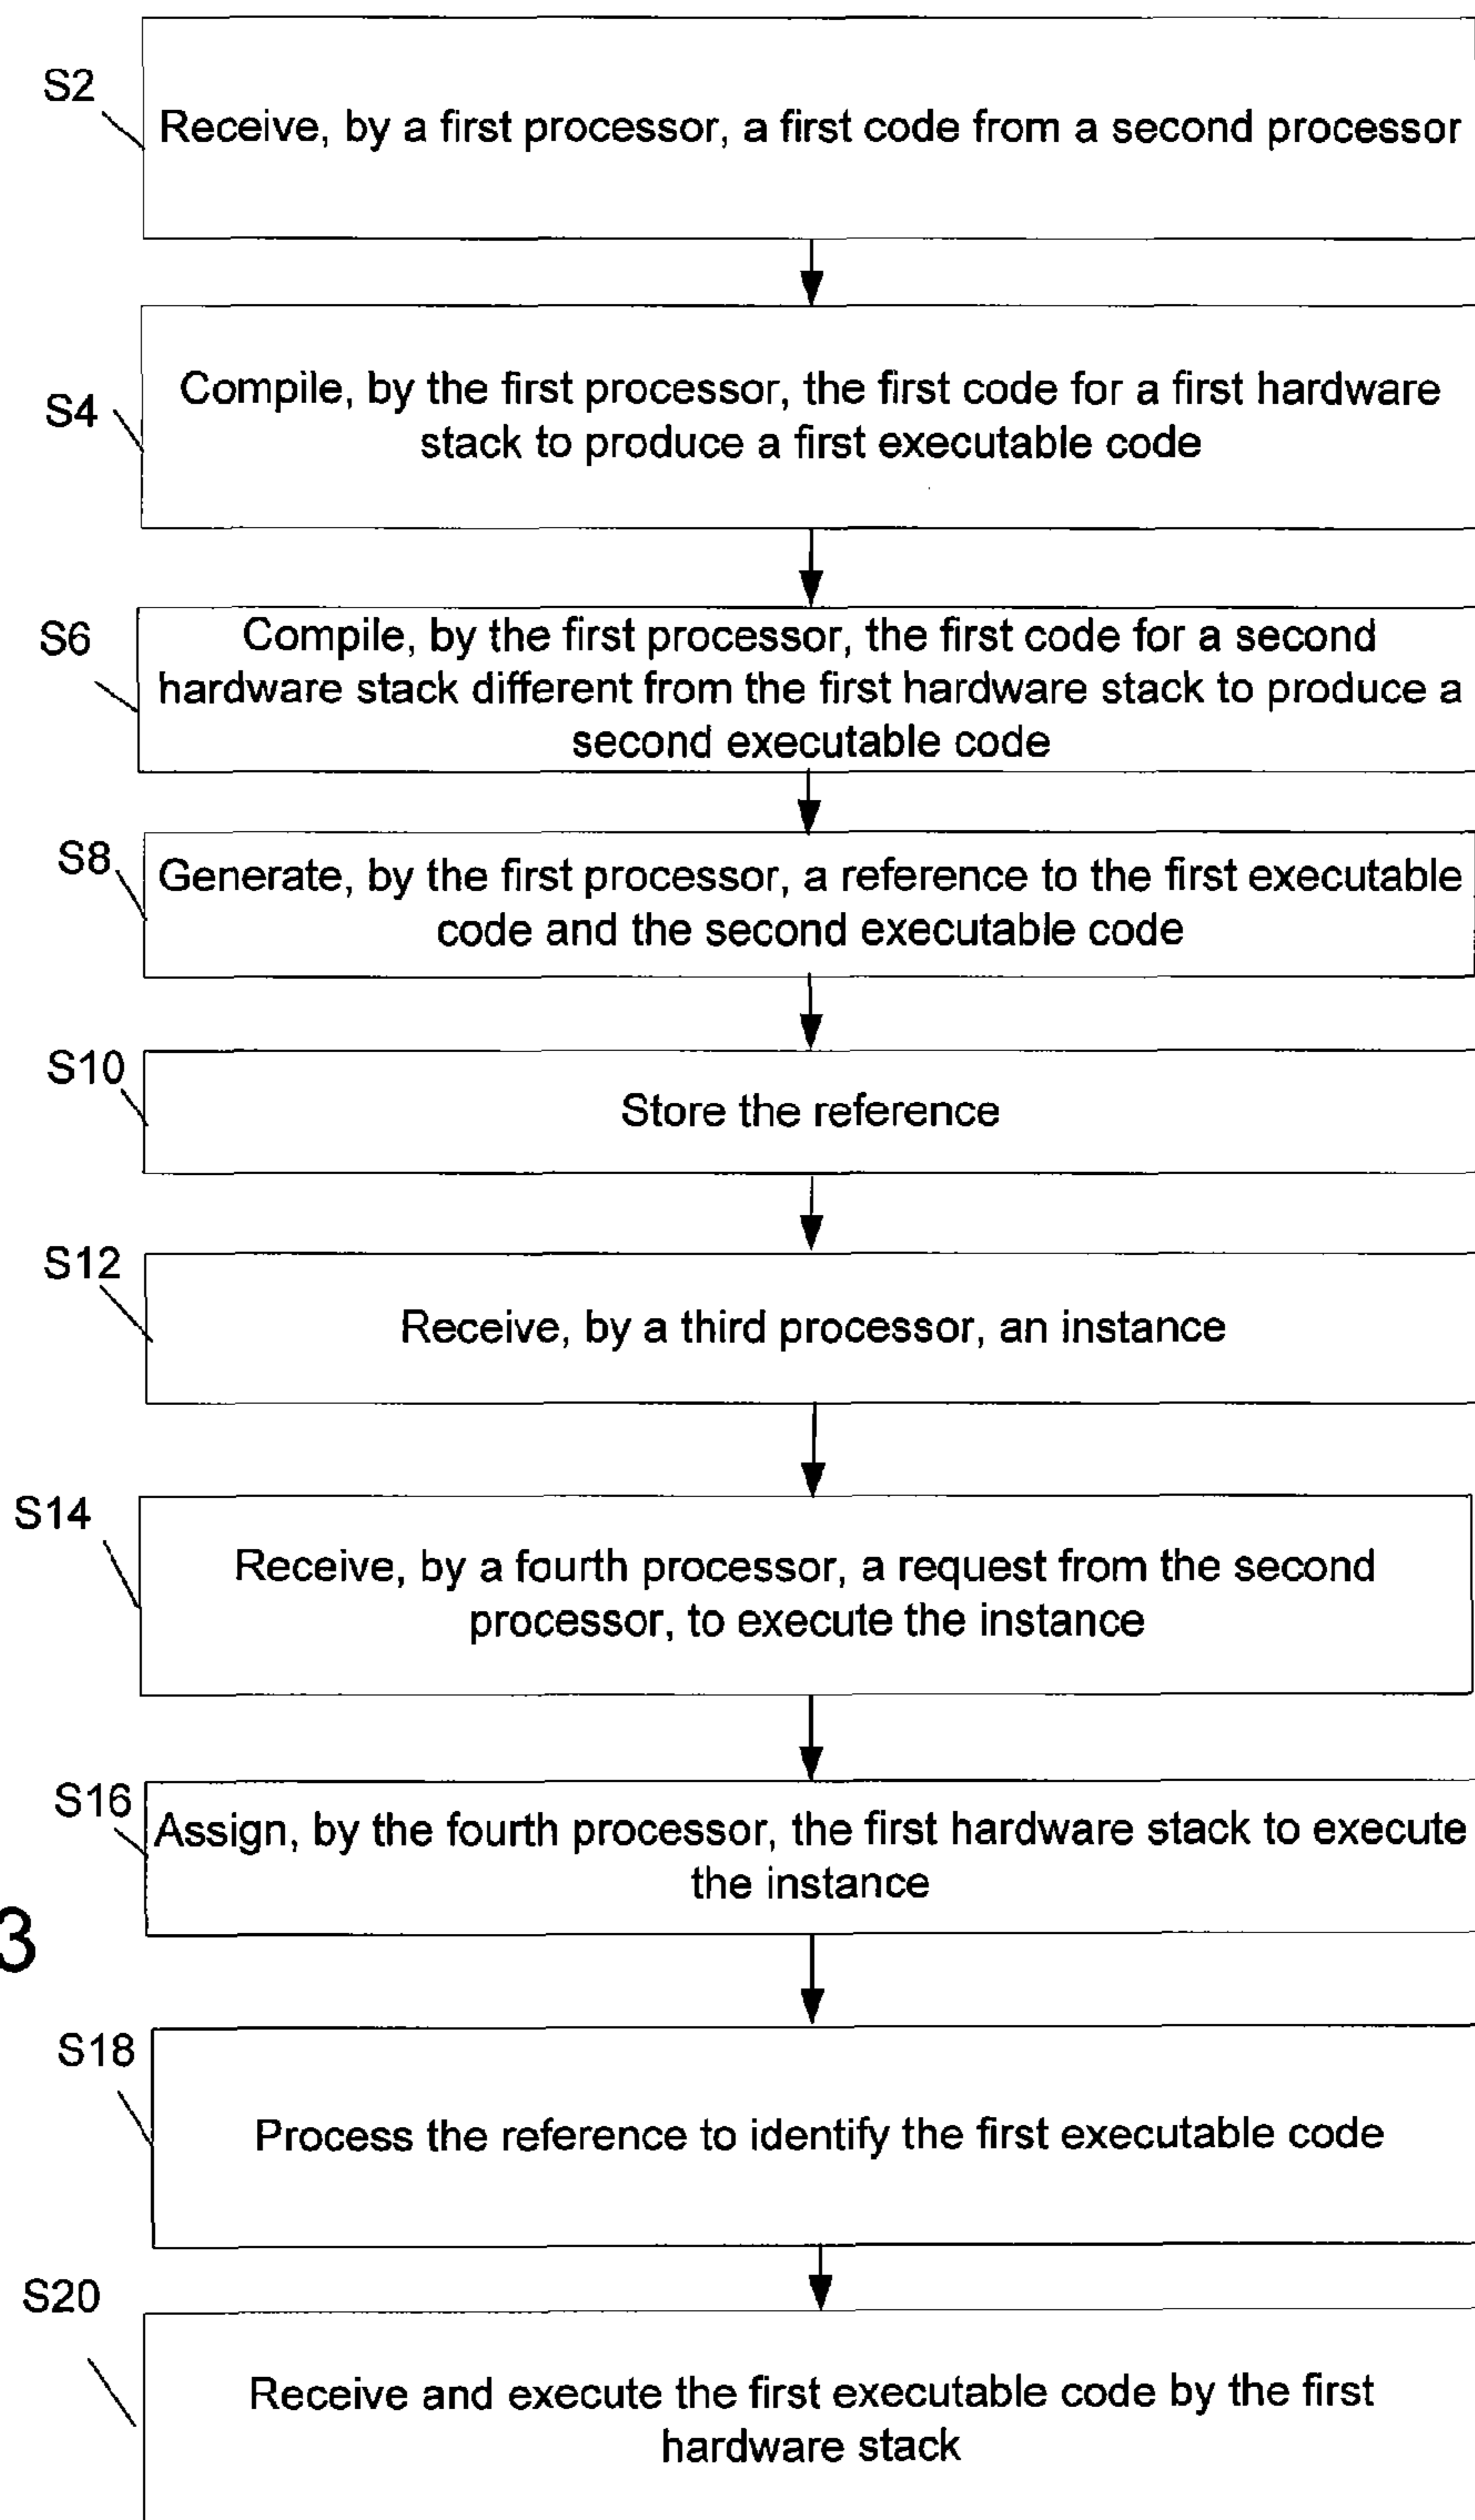 S2
Receive, by a first processor, a first code from a second processor
S4
Compile, by the first processor, the first code for a first hardware
stack to produce a first executable code
S6
Compile, by the first processor, the first code for a second
hardware stack different from the first hardware stack to produce a
second executable code
S8
Generate, by the first processor, a reference to the first executable
code and the second executable code
S10
Store the reference
S12
Receive, by a third processor, an instance
S14
Receive, by a fourth processor, a request from the second
processor, to execute the instance
S16
Assign, by the fourth processor, the first hardware stack to execute
the instance
3
S18
Process the reference to identify the first executable code
S20
Receive and execute the first executable code by the first
hardware stack